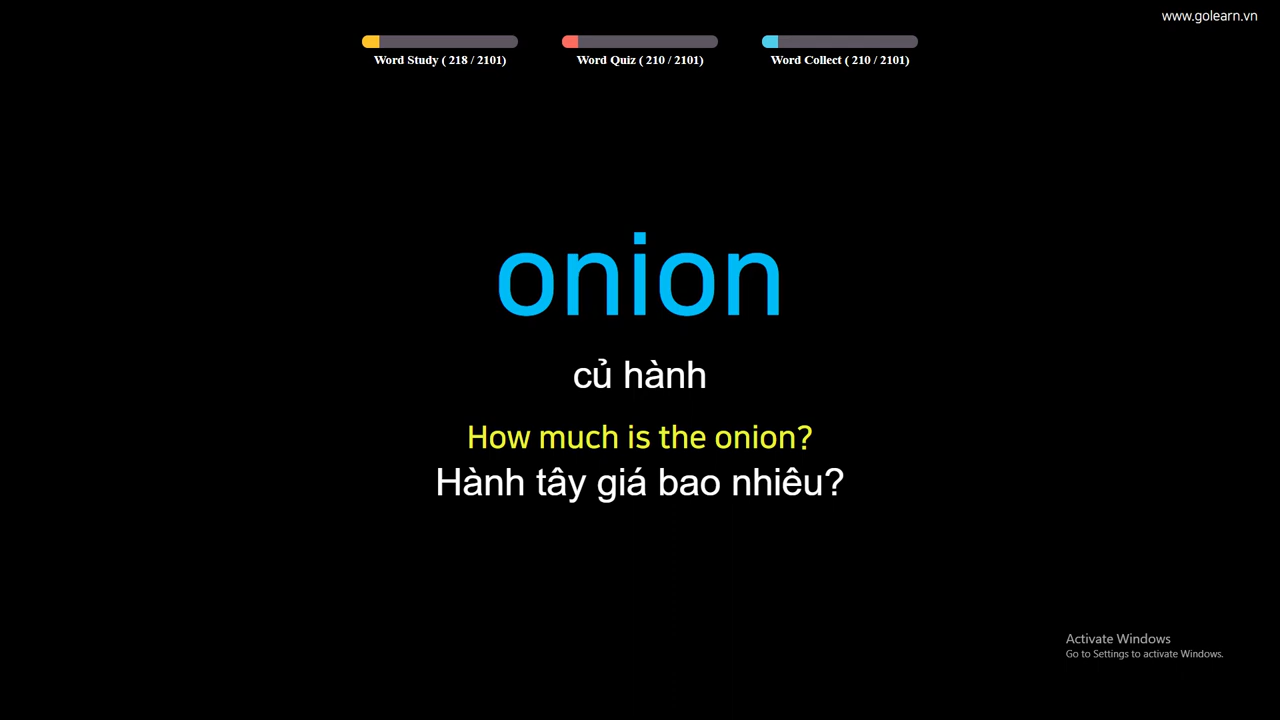 www.golearn.vn
Word Study ( 218 / 2101)
Word Quiz ( 210 / 2101)
Word Collect ( 210 / 2101)
onion
củ hành
How much is the onion?
Hành tây giá bao nhiêu?
Activate Windows
Go to Settings to activate Windows.